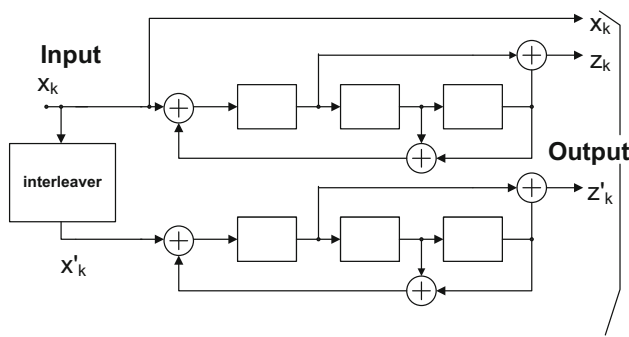 x_k
Input
z_k
x_k
Output
interleaver
z'_k
x'_k